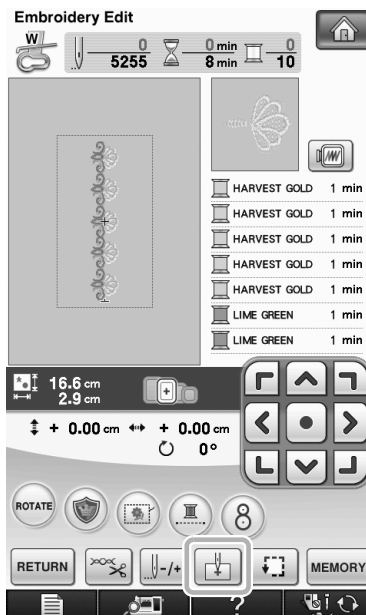 Embroidery Edit
W
0
5255
0 min
8 min
0
10
HARVEST GOLD 1 min
HARVEST GOLD 1 min
HARVEST GOLD 1 min
HARVEST GOLD 1 min
HARVEST GOLD 1 min
LIME GREEN 1 min
LIME GREEN 1 min
16.6 cm
2.9 cm
+ 0.00 cm + 0.00 cm
0°
ROTATE
8
RETURN -/+ MEMORY
?